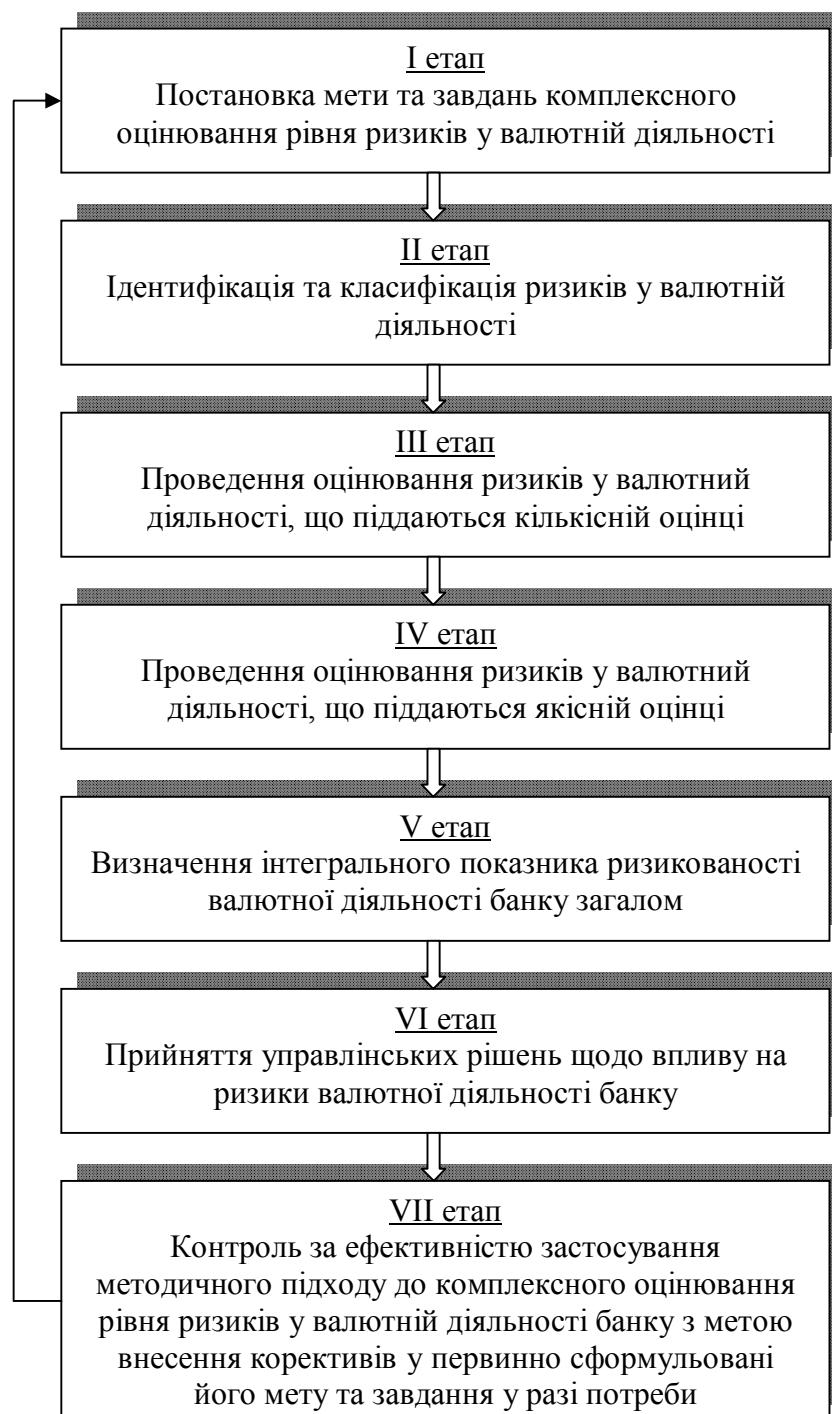 I етап
Постановка мети та завдань комплексного
оцінювання рівня ризиків у валютній діяльності
II етап
Ідентифікація та класифікація ризиків у валютній
діяльності
III етап
Проведення оцінювання ризиків у валютний
діяльності, що піддаються кількісній оцінці
IV етап
Проведення оцінювання ризиків у валютний
діяльності, що піддаються якісній оцінці
V етап
Визначення інтегрального показника ризикованості
валютної діяльності банку загалом
VI етап
Прийняття управлінських рішень щодо впливу на
ризики валютної діяльності банку
VII етап
Контроль за ефективністю застосування
методичного підходу до комплексного оцінювання
рівня ризиків у валютній діяльності банку з метою
внесення корективів у первинно сформульовані
його мету та завдання у разі потреби